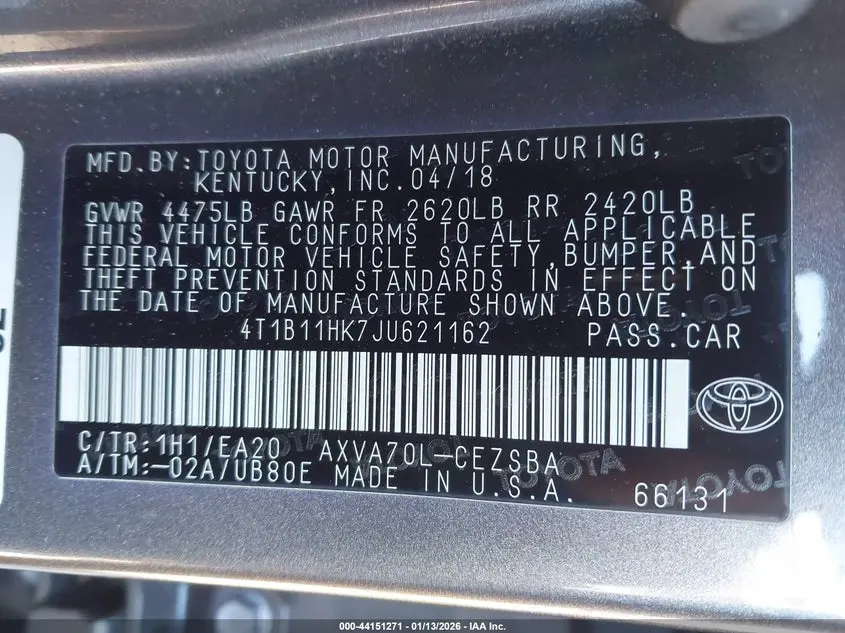 MFD.BY:TOYOTA MOTOR MANUFACTURING,
KENTUCKY,INC.04/18
GVWR 4475LB GAWR FR 2620LB RR 2420LB
THIS VEHICLE CONFORMS TO ALL APPLICABLE
FEDERAL MOTOR VEHICLE SAFETY,BUMPER,AND
THEFT PREVENTION STANDARDS IN EFFECT ON
THE DATE OF MANUFACTURE SHOWN ABOVE.
4T1B11HK7JU621162 PASS.CAR
C/TR:1H1/EA20 AXVA70L-CEZSBA
A/TM:-02A/UB80E MADE IN U.S.A. 66131
000-44151271 - 01/13/2026 - IAA Inc.